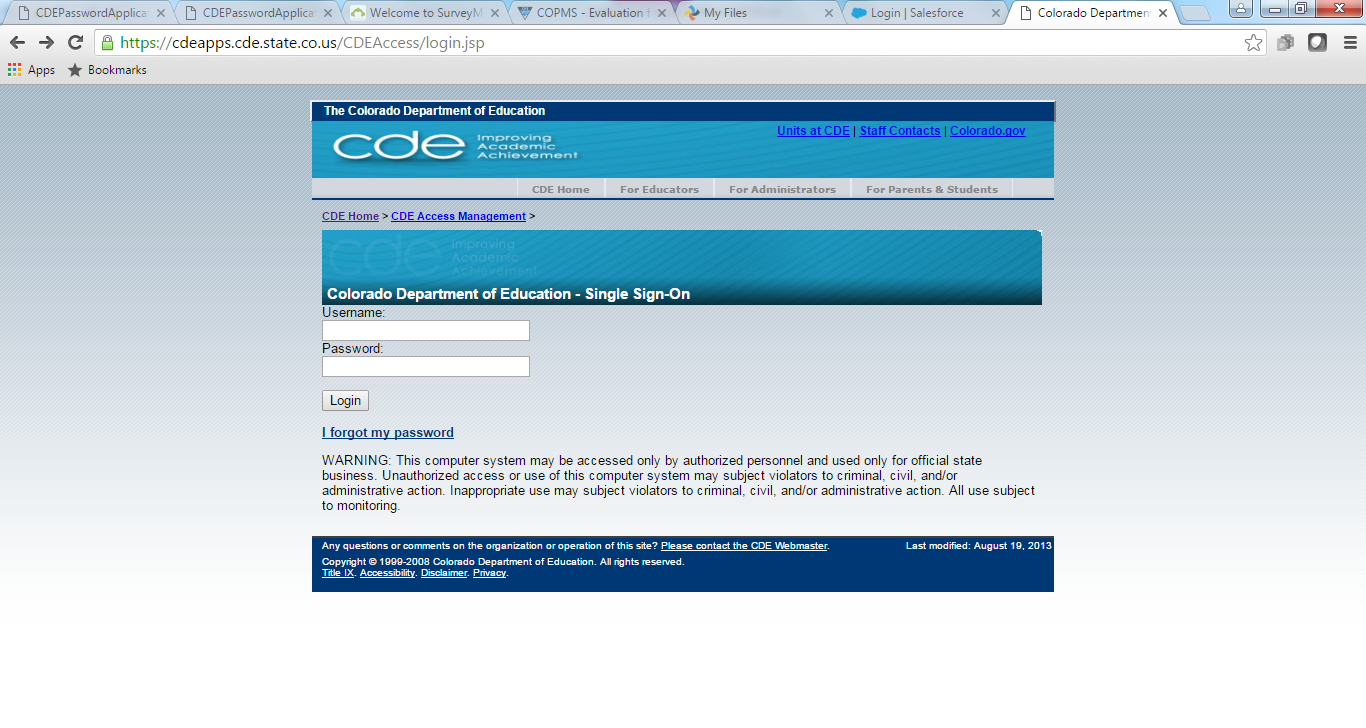 CDEPasswordApplica
CDEPasswordApplica
Welcome to SurveyM
COPMS - Evaluation
My Files
Login | Salesforce
Colorado Departmen
https://cdeapps.cde.state.co.us/CDEAccess/login.jsp
Apps
Bookmarks
The Colorado Department of Education
Units at CDE | Staff Contacts | Colorado.gov
cde
Improving
Academic
Achievement
CDE Home
For Educators
For Administrators
For Parents & Students
CDE Home > CDE Access Management >
cde
Improving
Academic
Achievement
Colorado Department of Education - Single Sign-On
Username:
Password:
Login
I forgot my password
WARNING: This computer system may be accessed only by authorized personnel and used only for official state
business. Unauthorized access or use of this computer system may subject violators to criminal, civil, and/or
administrative action. Inappropriate use may subject violators to criminal, civil, and/or administrative action. All use subject
to monitoring.
Any questions or comments on the organization or operation of this site? Please contact the CDE Webmaster.
Last modified: August 19, 2013
Copyright © 1999-2008 Colorado Department of Education. All rights reserved.
Title IX. Accessibility. Disclaimer. Privacy.